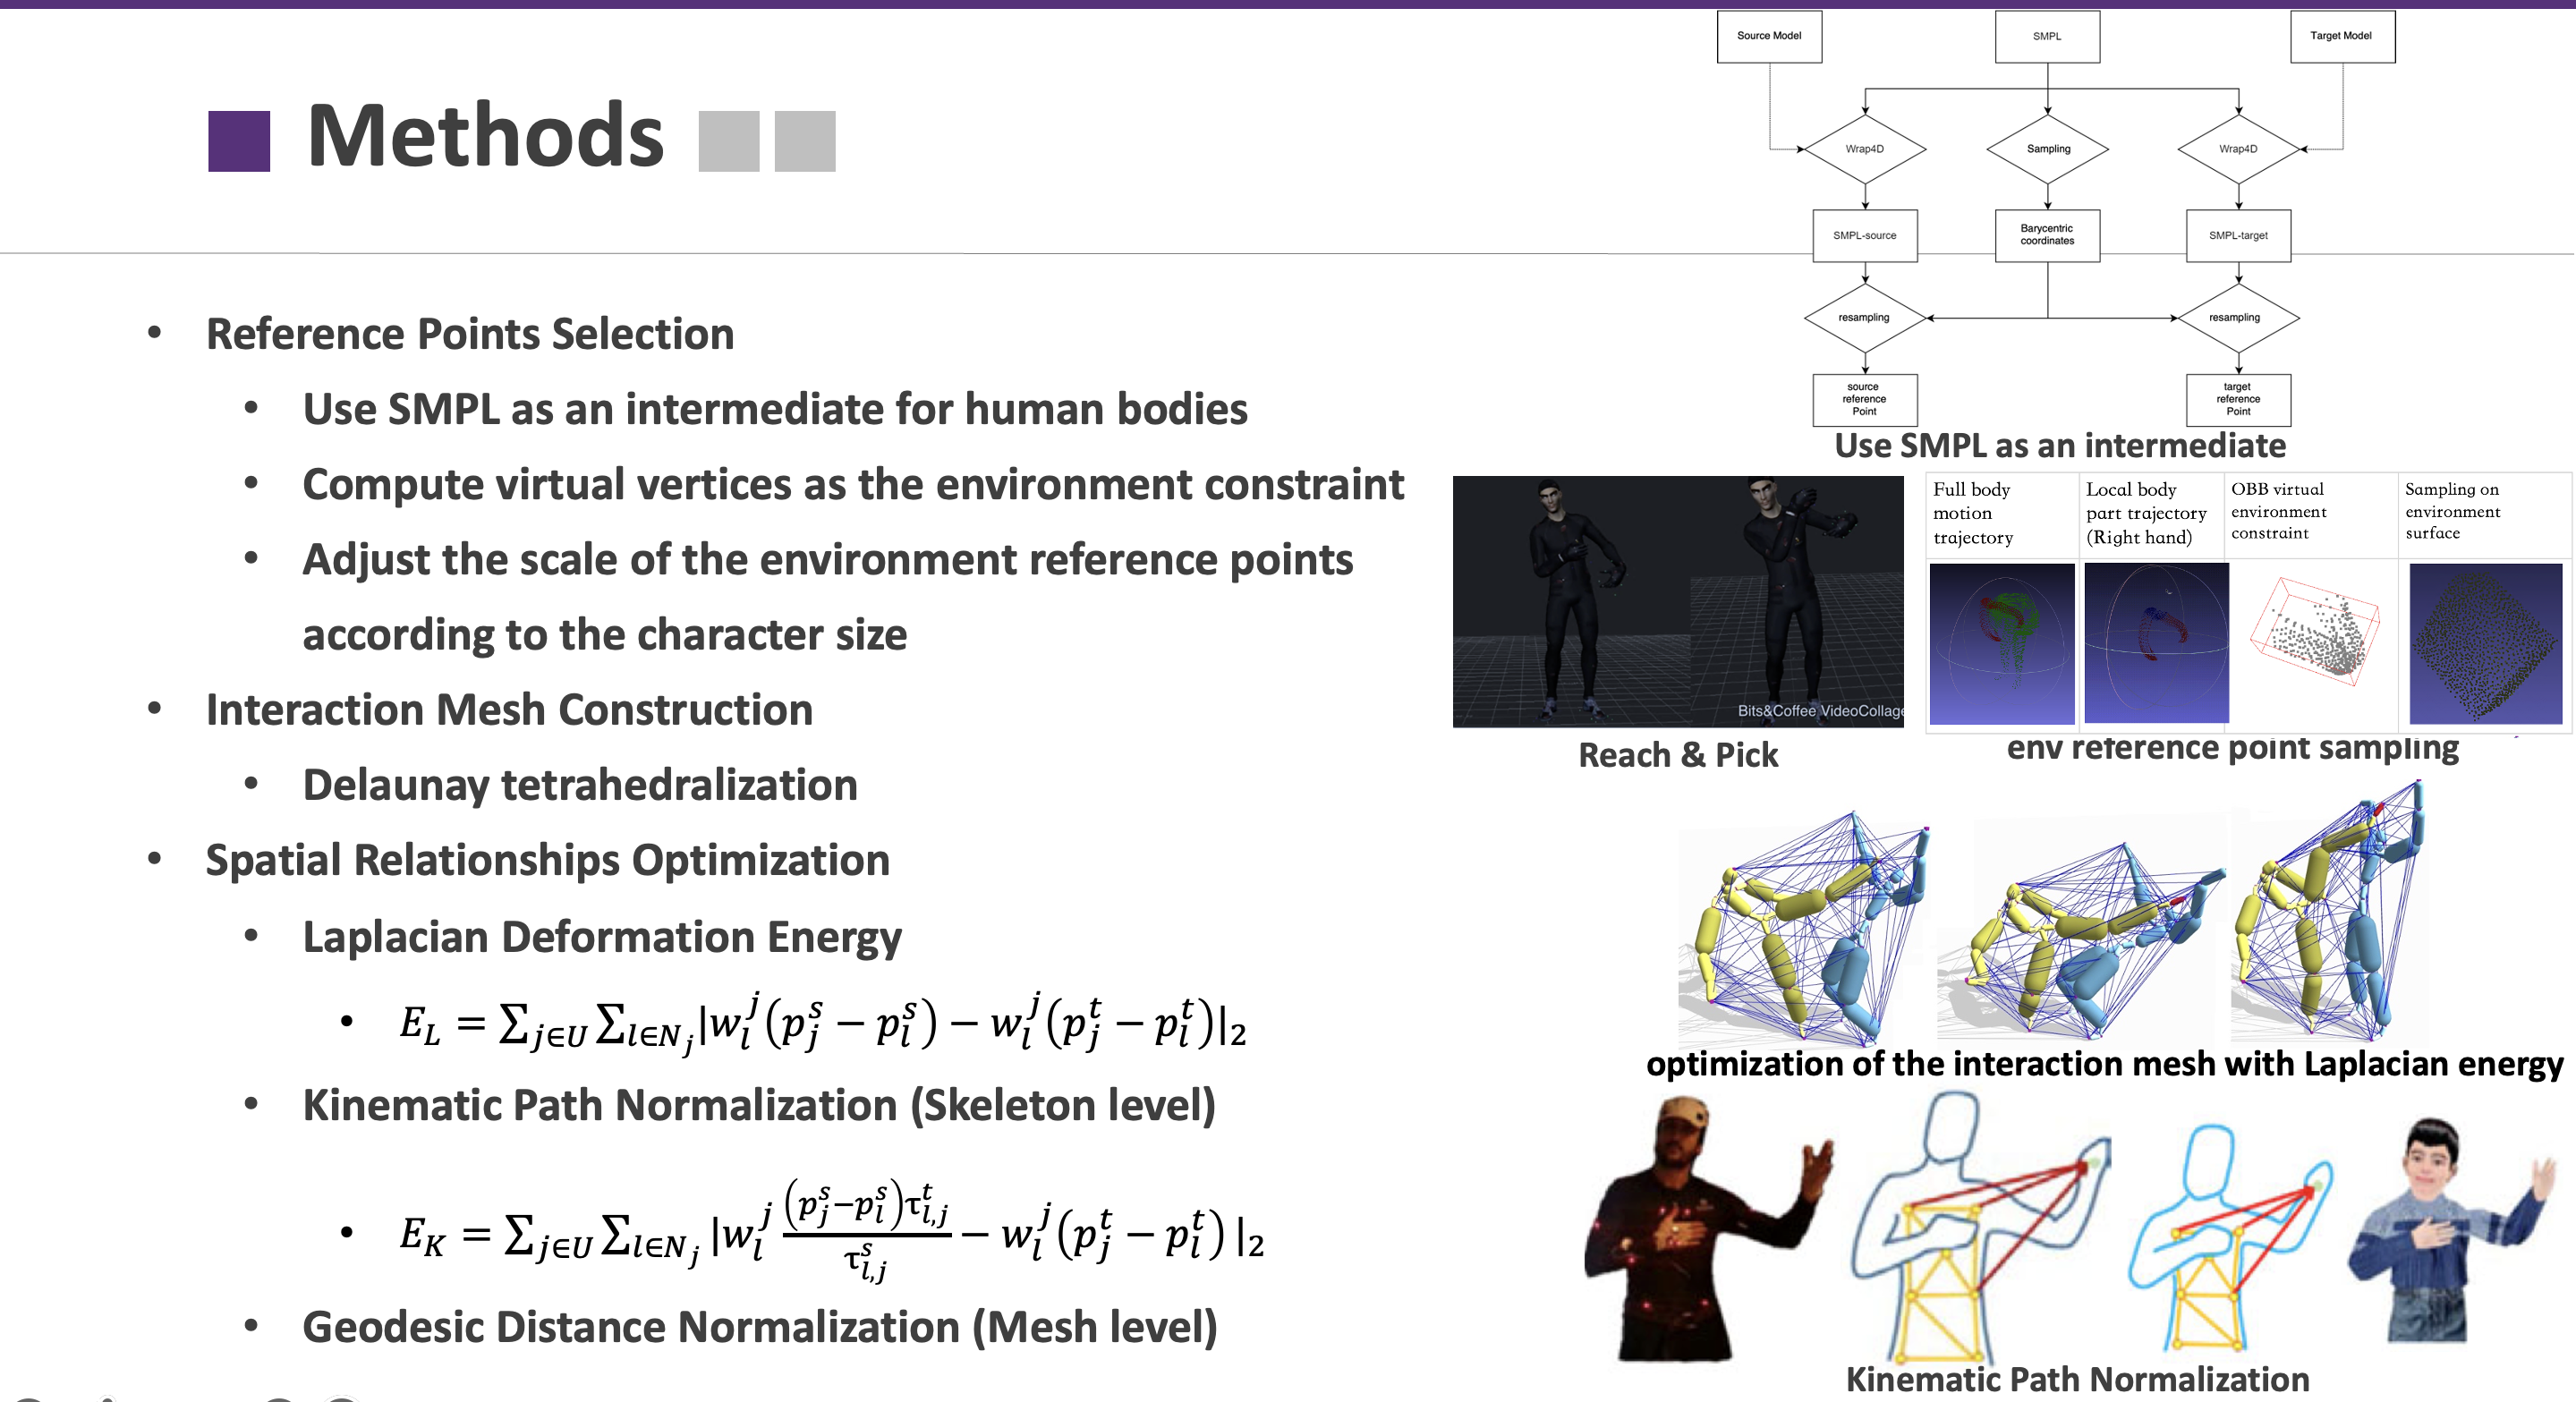 Methods
• Reference Points Selection
• Use SMPL as an intermediate for human bodies
• Compute virtual vertices as the environment constraint
• Adjust the scale of the environment reference points
according to the character size
• Interaction Mesh Construction
• Delaunay tetrahedralization
• Spatial Relationships Optimization
• Laplacian Deformation Energy
• $E_L = \sum_{j \in U} \sum_{l \in N_j} |w_l^j (p_j^s - p_l^s) - w_l^j (p_j^t - p_l^t)|_2$
• Kinematic Path Normalization (Skeleton level)
• $E_K = \sum_{j \in U} \sum_{l \in N_j} |w_l^j \frac{(p_j^s - p_l^s) \tau_{l,j}^t}{\tau_{l,j}^s} - w_l^j (p_j^t - p_l^t) |_2$
• Geodesic Distance Normalization (Mesh level)
Source Model
SMPL
Target Model
Wrap4D
Sampling
Wrap4D
SMPL-source
Barycentric
coordinates
SMPL-target
resampling
resampling
source
reference
Point
target
reference
Point
Use SMPL as an intermediate
Bits&Coffee VideoCollage
Reach & Pick
Full body
motion
trajectory
Local body
part trajectory
(Right hand)
OBB virtual
environment
constraint
Sampling on
environment
surface
env reference point sampling
optimization of the interaction mesh with Laplacian energy
Kinematic Path Normalization